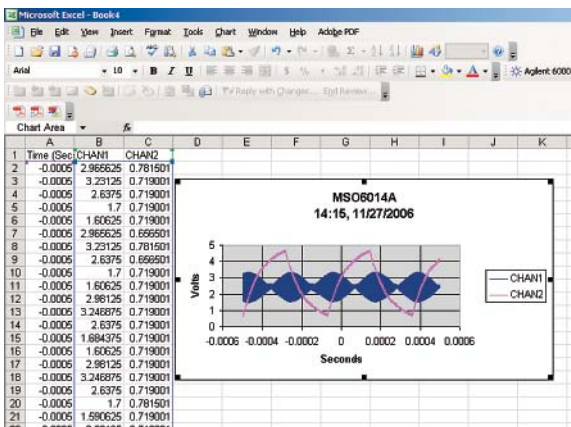 Microsoft Excel - Book4
File Edit View Insert Format Tools Chart Window Help Adobe PDF
Arial 10 B I U $ % Agilent 6000
Reply with Changes... End Review...
Chart Area fx
A B C D E F G H I J K
1 Time (Sec CHAN1 CHAN2
2 -0.0005 2.965625 0.781501
3 -0.0005 3.23125 0.719001
4 -0.0005 2.6375 0.719001
5 -0.0005 1.7 0.719001
6 -0.0005 1.60625 0.719001
7 -0.0005 2.965625 0.656501
8 -0.0005 3.23125 0.781501
9 -0.0005 2.6375 0.656501
10 -0.0005 1.7 0.719001
11 -0.0005 1.60625 0.719001
12 -0.0005 2.98125 0.719001
13 -0.0005 3.246875 0.719001
14 -0.0005 2.6375 0.719001
15 -0.0005 1.684375 0.719001
16 -0.0005 1.60625 0.719001
17 -0.0005 2.98125 0.719001
18 -0.0005 3.246875 0.719001
19 -0.0005 2.6375 0.719001
20 -0.0005 1.7 0.781501
21 -0.0005 1.590625 0.719001
MSO6014A
14:15, 11/27/2006
Volts
5
4
3
2
1
0
-0.0006 -0.0004 -0.0002 0 0.0002 0.0004 0.0006
Seconds
CHAN1
CHAN2